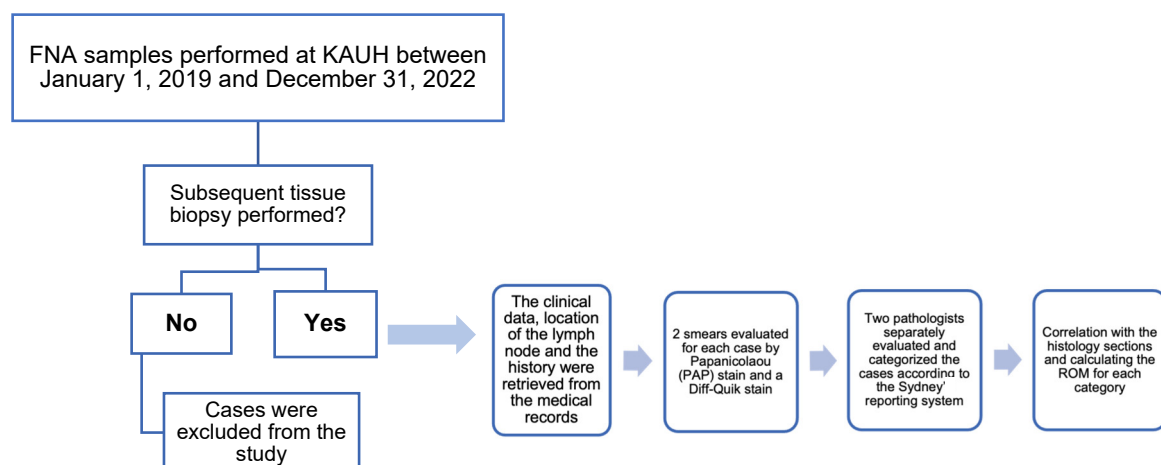 FNA samples performed at KAUH between
January 1, 2019 and December 31, 2022
Subsequent tissue
biopsy performed?
No
Yes
Cases were
excluded from the
study
The clinical
data, location
of the lymph
node and the
history were
retrieved from
the medical
records
2 smears evaluated
for each case by
Papanicolaou
(PAP) stain and a
Diff-Quik stain
Two pathologists
separately
evaluated and
categorized the
cases according to
the Sydney’
reporting system
Correlation with the
histology sections
and calculating the
ROM for each
category